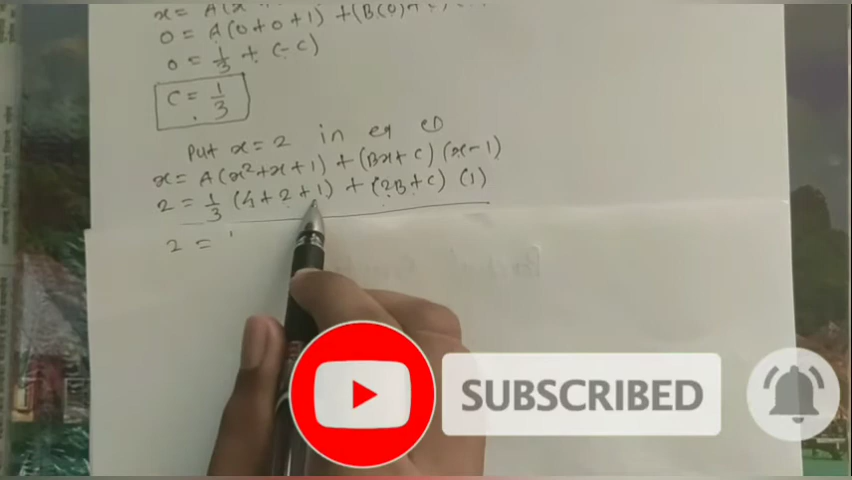 x = A(x
0 = A(0+0+1) + (B(0)+
0 = 1/3 + (-c)
c = 1/3
Put x = 2 in eq ①
x = A(x²+x+1) + (Bx+c)(x-1)
2 = 1/3 (4+2+1) + (2B+c) (1)
2 =
SUBSCRIBED